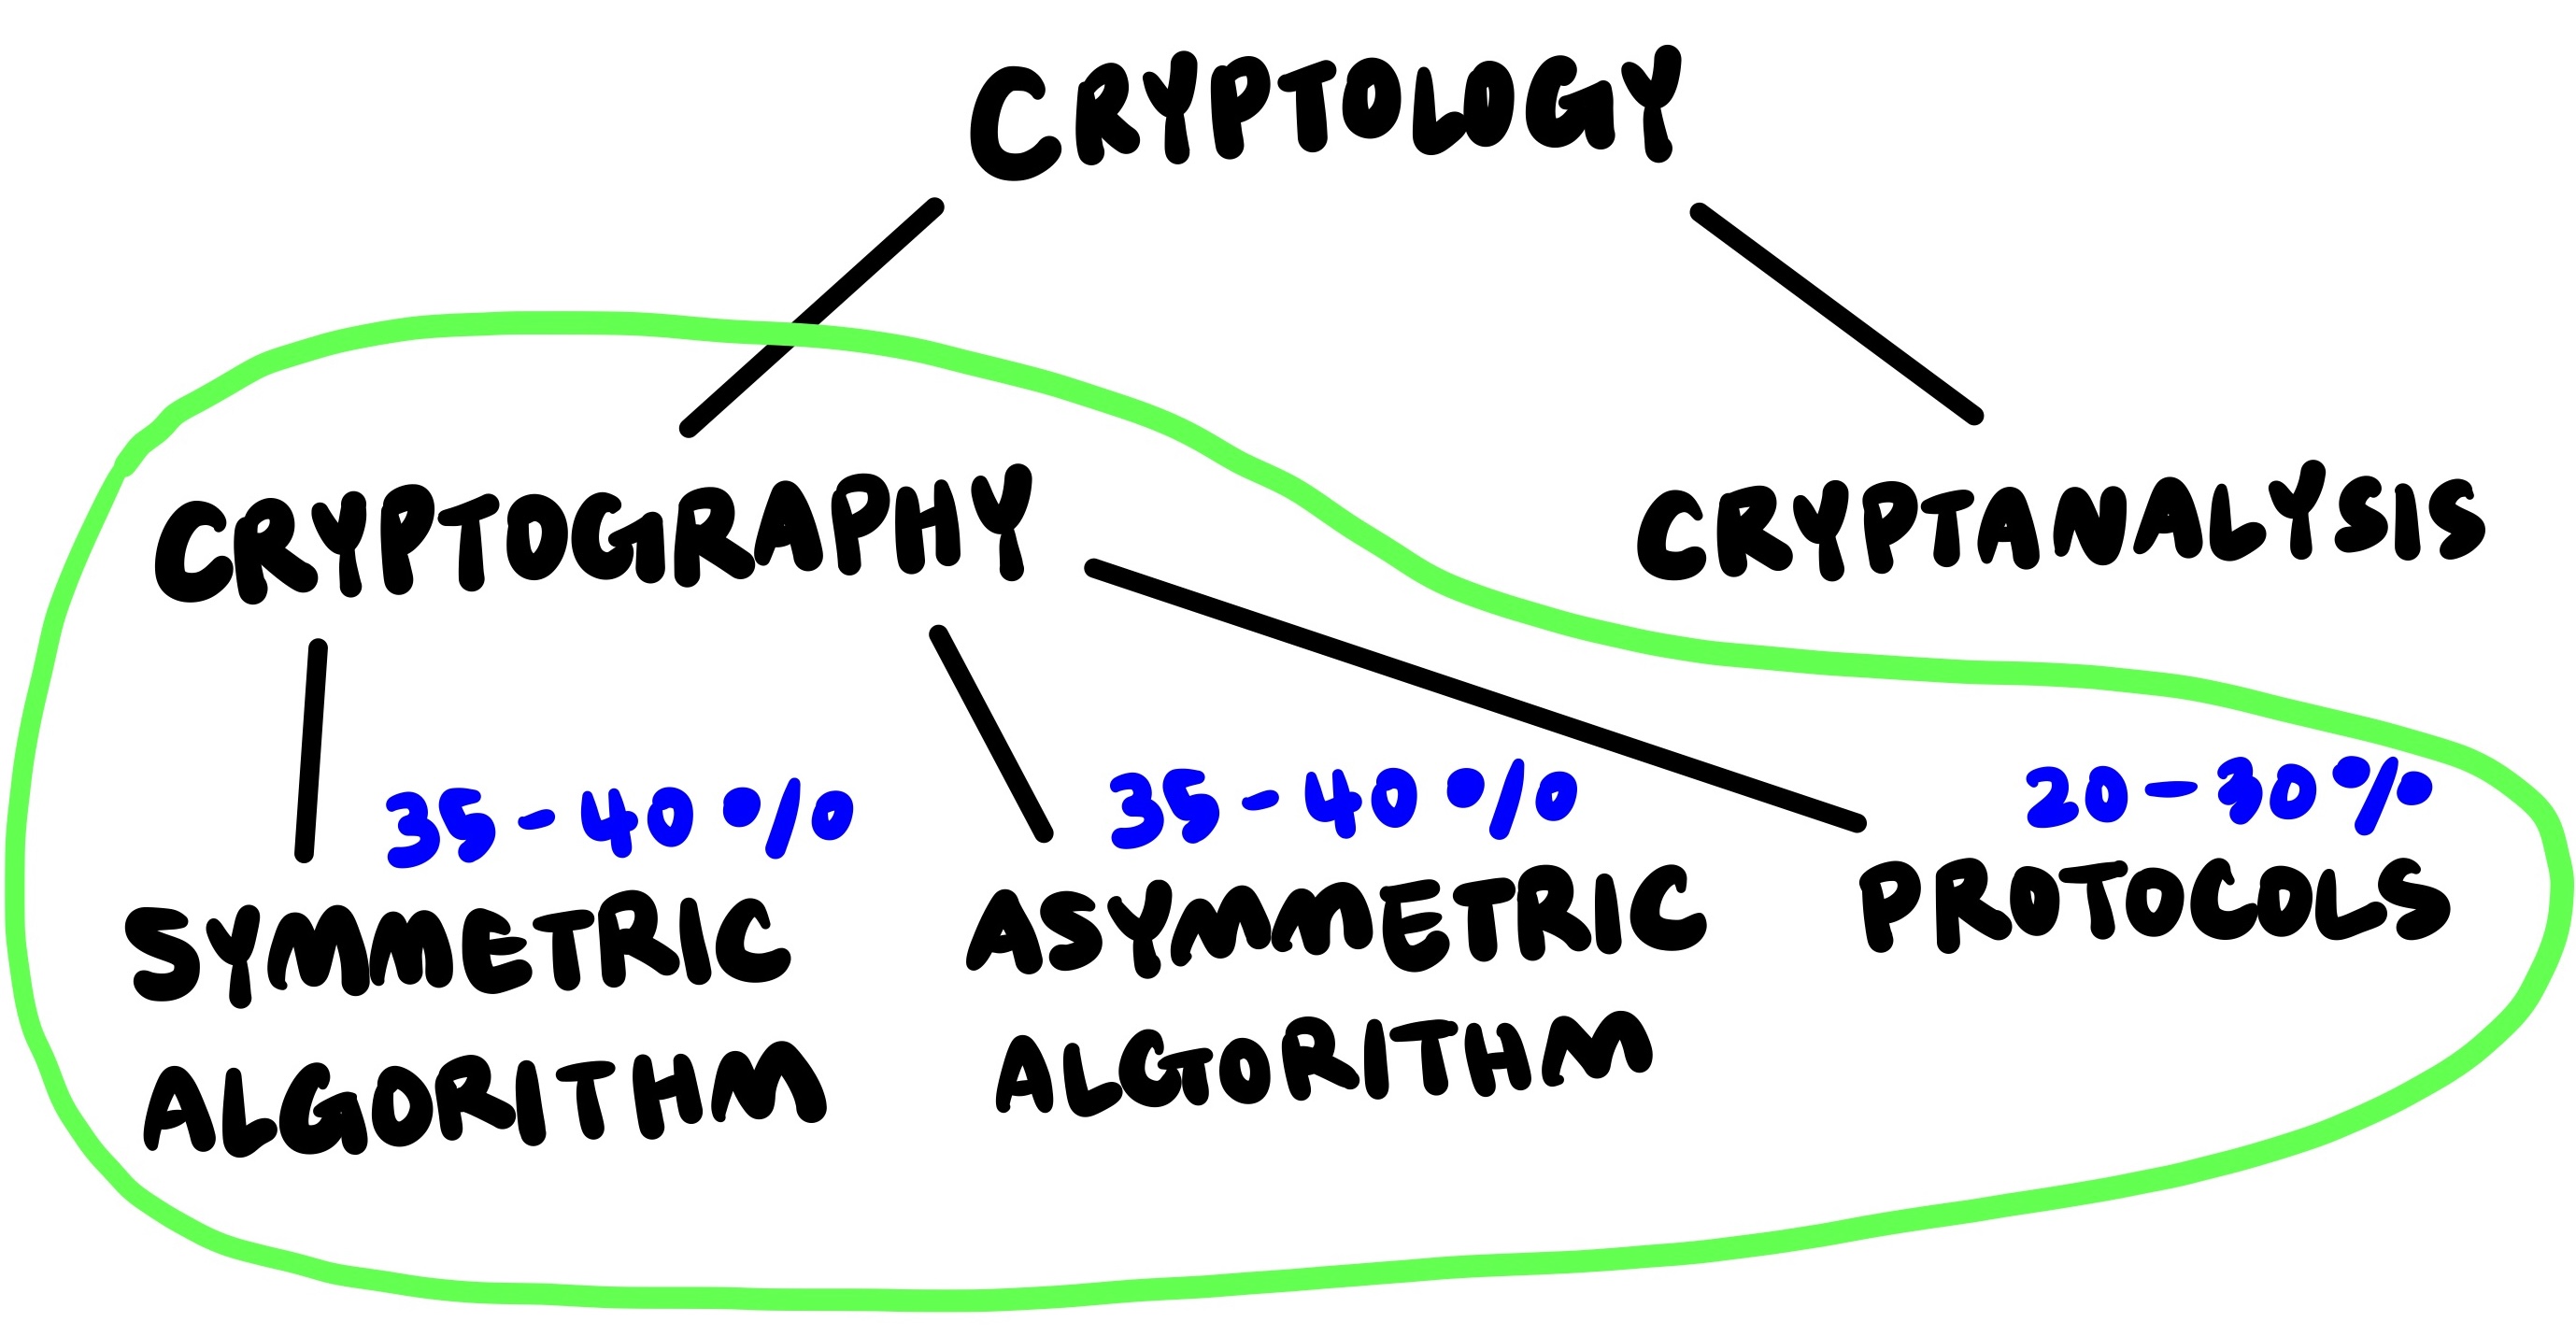 CRYPTOLOGY
CRYPTOGRAPHY
CRYPTANALYSIS
35-40%
35-40%
20-30%
SYMMETRIC
ALGORITHM
ASYMMETRIC
ALGORITHM
PROTOCOLS